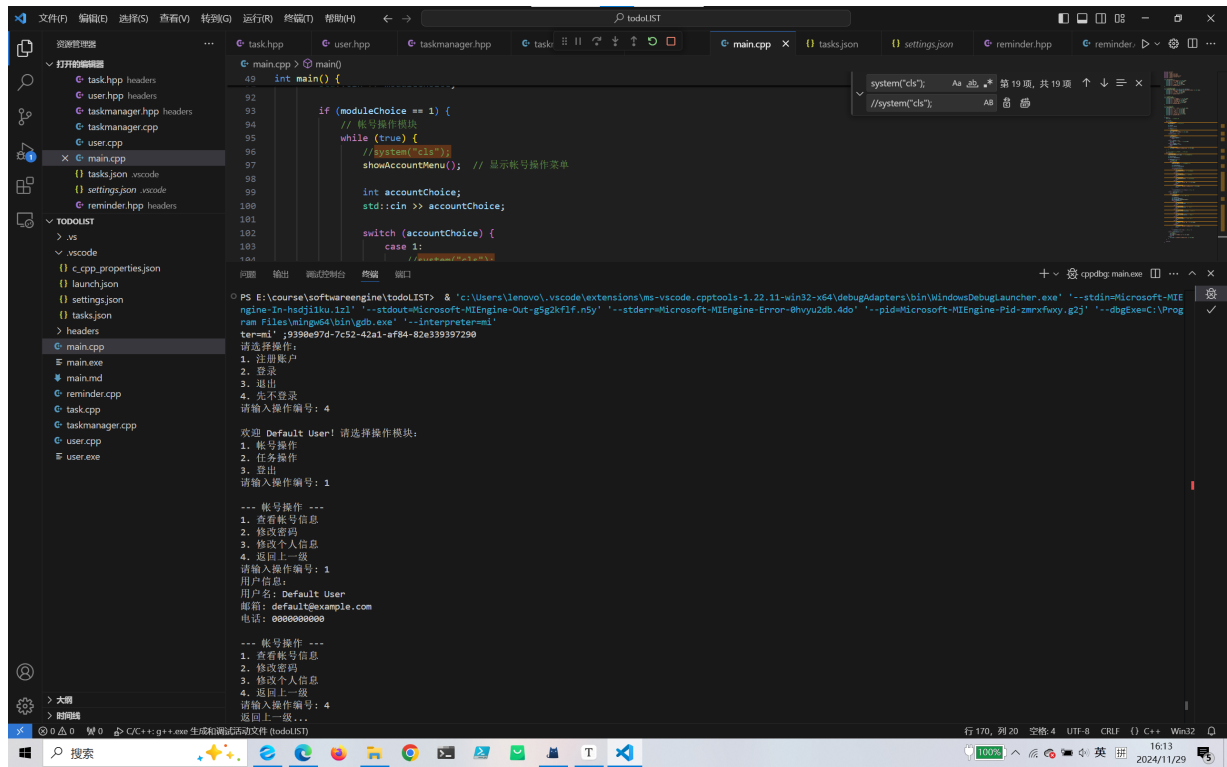 文件(F) 编辑(E) 选择(S) 查看(V) 转到(G) 运行(R) 终端(T) 帮助(H) todoLIST
资源管理器
打开的编辑器
task.hpp headers
user.hpp headers
taskmanager.hpp headers
taskmanager.cpp
user.cpp
main.cpp
tasks.json .vscode
settings.json .vscode
reminder.hpp headers
TODOLIST
.vs
.vscode
c_cpp_properties.json
launch.json
settings.json
tasks.json
headers
main.cpp
main.exe
main.md
reminder.cpp
task.cpp
taskmanager.cpp
user.cpp
user.exe
大纲
时间线
task.hpp user.hpp taskmanager.hpp taskr main.cpp tasks.json settings.json reminder.hpp reminder.
main.cpp > main()
system("cls"); Aa ab 第 19 项, 共 19 项
//system("cls"); AB
49 int main() {
92
93 if (moduleChoice == 1) {
94 // 帐号操作模块
95 while (true) {
96 //system("cls");
97 showAccountMenu(); // 显示帐号操作菜单
98
99 int accountChoice;
100 std::cin >> accountChoice;
101
102 switch (accountChoice) {
103 case 1:
104 //system("cls");
问题 输出 调试控制台 终端 端口 cppdbg: main.exe
PS E:\course\softwareengine\todoLIST> & 'c:\Users\lenovo\.vscode\extensions\ms-vscode.cpptools-1.22.11-win32-x64\debugAdapters\bin\WindowsDebugLauncher.exe' '--stdin=Microsoft-MIE
ngine-In-hsdji1ku.1zl' '--stdout=Microsoft-MIEngine-Out-g5g2kflf.n5y' '--stderr=Microsoft-MIEngine-Error-0hvyu2db.4do' '--pid=Microsoft-MIEngine-Pid-zmrxfwxy.g2j' '--dbgExe=C:\Prog
ram Files\mingw64\bin\gdb.exe' '--interpreter=mi'
ter=mi' ;9390e97d-7c52-42a1-af84-82e339397290
请选择操作:
1. 注册账户
2. 登录
3. 退出
4. 先不登录
请输入操作编号: 4
欢迎 Default User! 请选择操作模块:
1. 帐号操作
2. 任务操作
3. 登出
请输入操作编号: 1
--- 帐号操作 ---
1. 查看帐号信息
2. 修改密码
3. 修改个人信息
4. 返回上一级
请输入操作编号: 1
用户信息:
用户名: Default User
邮箱: default@example.com
电话: 0000000000
--- 帐号操作 ---
1. 查看帐号信息
2. 修改密码
3. 修改个人信息
4. 返回上一级
请输入操作编号: 4
返回上一级...
0 0 0 C/C++: g++.exe 生成和调试活动文件 (todoLIST) 行 170, 列 20 空格: 4 UTF-8 CRLF {} C++ Win32
搜索 100% 英 拼 16:13
2024/11/29